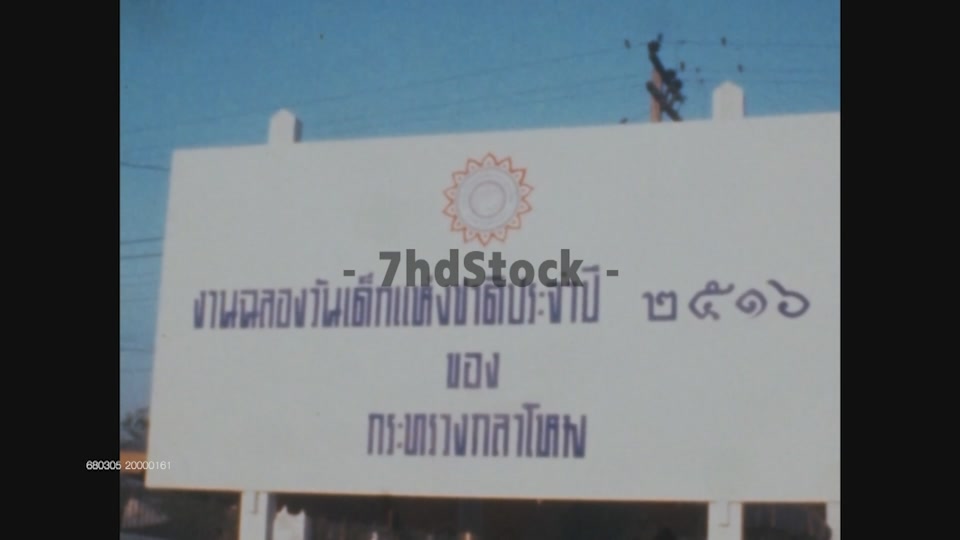 - 7hdStock -
งานฉลองวันเด็กแห่งชาติประจำปี ๒๕๑๖
ของ
กระทรวงกลาโหม
680305 20000161